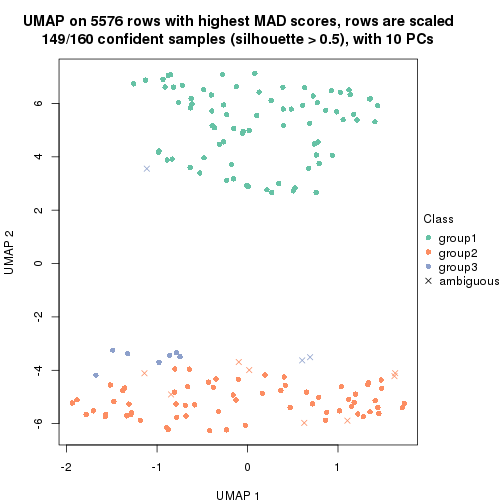 UMAP on 5576 rows with highest MAD scores, rows are scaled
149/160 confident samples (silhouette > 0.5), with 10 PCs
6
4
2
0
-2
-4
-6
UMAP 2
-2
-1
0
1
UMAP 1
Class
group1
group2
group3
ambiguous